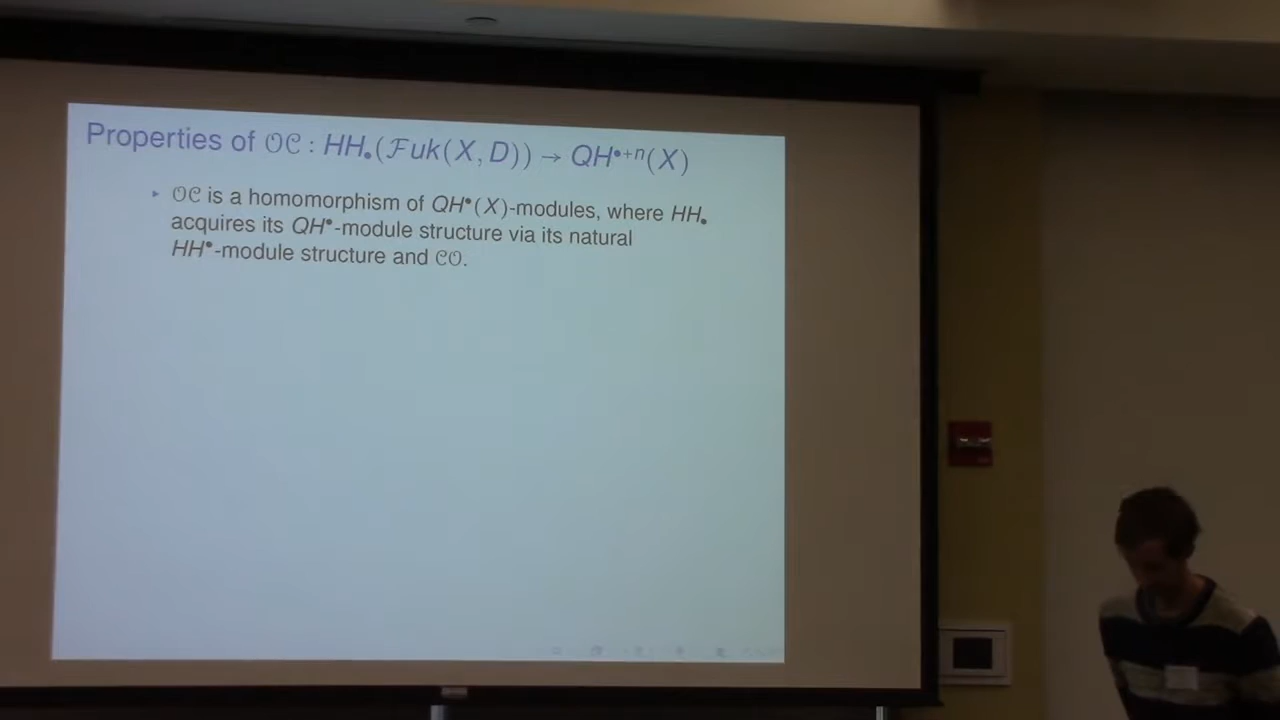 Properties of 𝒪𝒞 : HH•(ℱuk(X, D)) → QH•+n(X)
▸ 𝒪𝒞 is a homomorphism of QH•(X)-modules, where HH•
acquires its QH•-module structure via its natural
HH•-module structure and 𝒞𝒪.